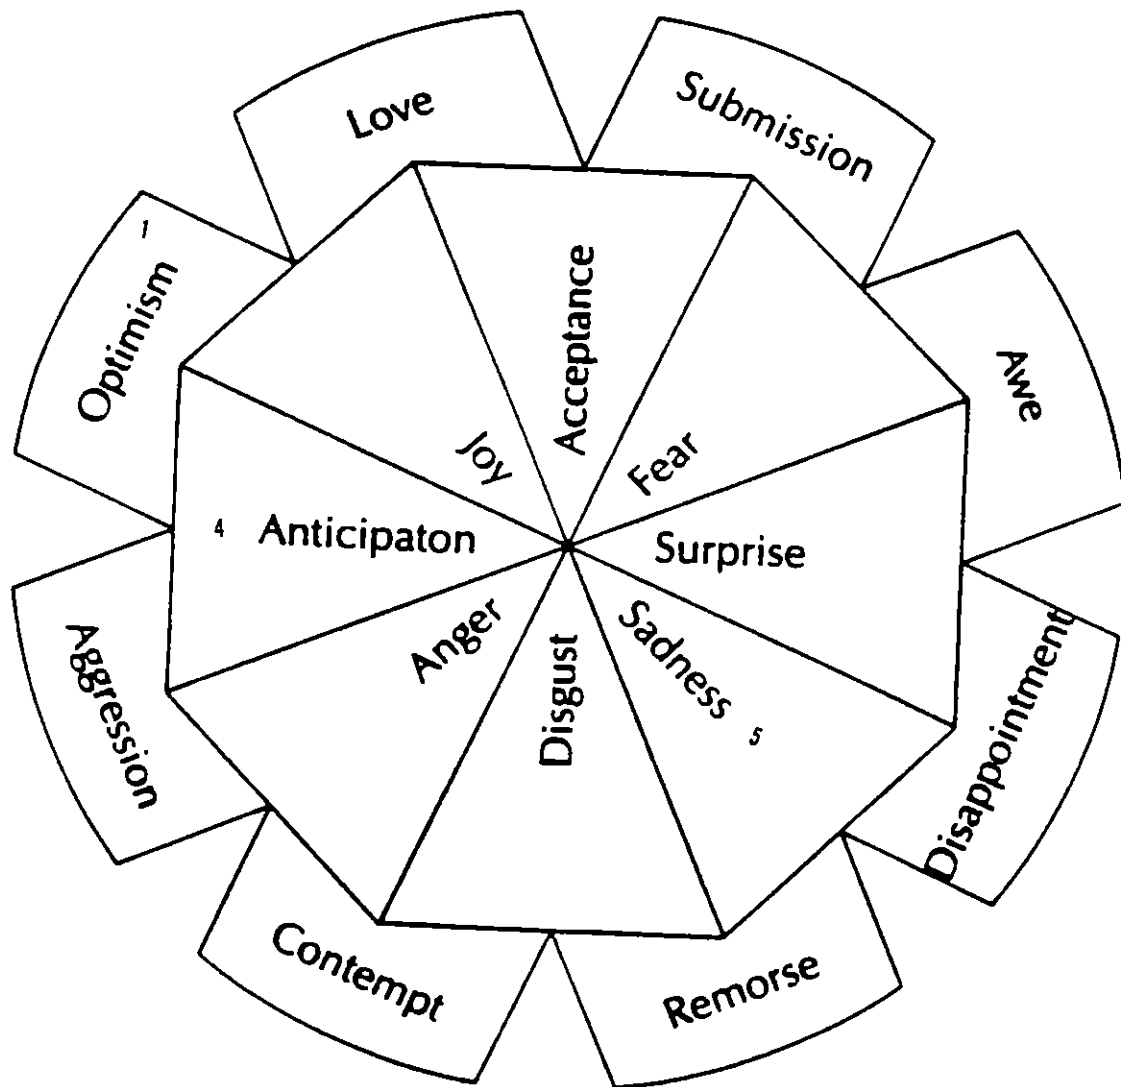 Love
Submission
1
Optimism
Awe
Acceptance
Joy
Fear
4 Anticipaton
Surprise
Anger
Disgust
Sadness 5
Aggression
Disappointment
Contempt
Remorse